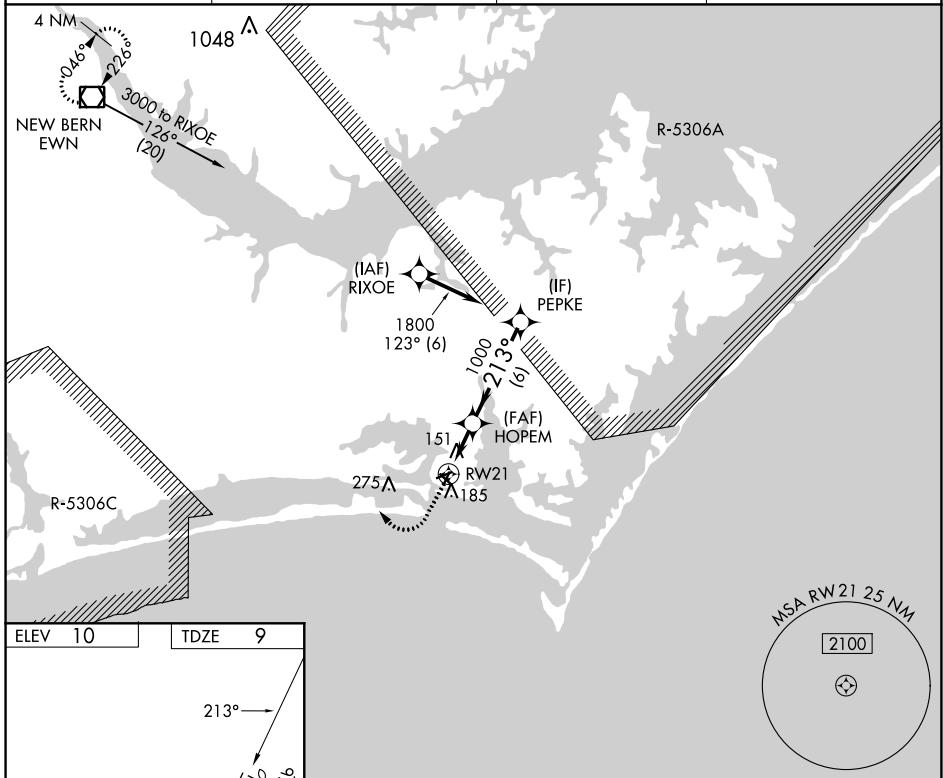 4 NM
1048
046°
226°
NEW BERN
EWN
3000 to RIXOE
126°
(20)
R-5306A
(IAF)
RIXOE
(IF)
PEPKE
1800
123° (6)
1000
213°
(6)
(FAF)
HOPEM
151
RW21
275
185
R-5306C
MSA RW21 25 NM
2100
ELEV 10
TDZE 9
213°